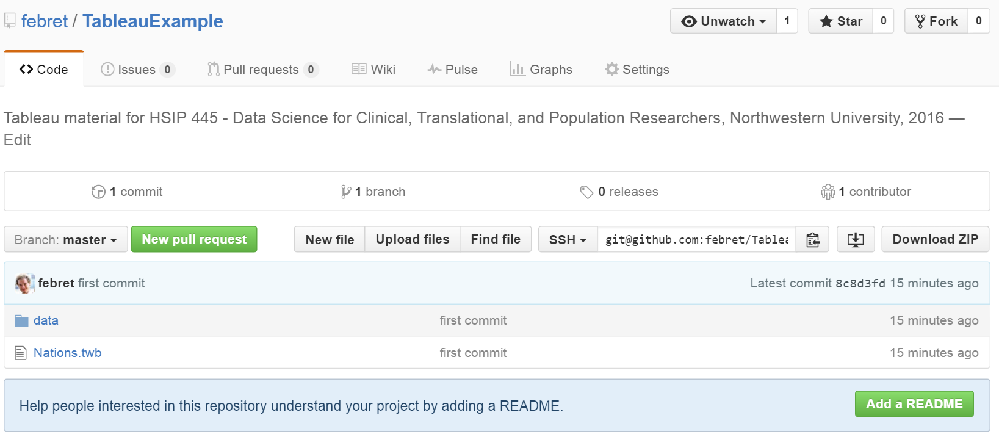 febret / TableauExample
Unwatch 1 Star 0 Fork 0
Code Issues 0 Pull requests 0 Wiki Pulse Graphs Settings
Tableau material for HSIP 445 - Data Science for Clinical, Translational, and Population Researchers, Northwestern University, 2016 —
Edit
1 commit 1 branch 0 releases 1 contributor
Branch: master New pull request New file Upload files Find file SSH git@github.com:febret/Tablea Download ZIP
febret first commit Latest commit 8c8d3fd 15 minutes ago
data first commit 15 minutes ago
Nations.twb first commit 15 minutes ago
Help people interested in this repository understand your project by adding a README. Add a README